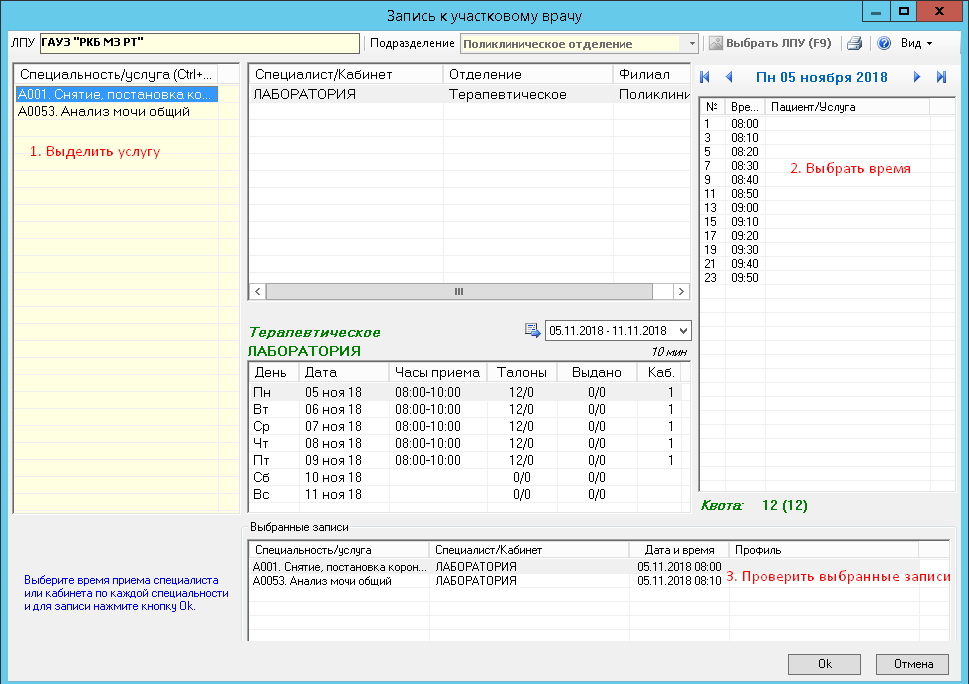 Запись к участковому врачу
ЛПУ ГАУЗ "РКБ МЗ РТ" Подразделение Поликлиническое отделение Выбрать ЛПУ (F9) Вид
Специальность/услуга (Ctrl+...
А001. Снятие, постановка ко...
А0053. Анализ мочи общий
1. Выделить услугу
Специалист/Кабинет Отделение Филиал
ЛАБОРАТОРИЯ Терапевтическое Поликлини
Пн 05 ноября 2018
№ Вре... Пациент/Услуга
1 08:00
3 08:10
5 08:20
7 08:30
9 08:40
11 08:50
13 09:00
15 09:10
17 09:20
19 09:30
21 09:40
23 09:50
2. Выбрать время
Квота: 12 (12)
Терапевтическое 05.11.2018 - 11.11.2018
ЛАБОРАТОРИЯ 10 мин
День Дата Часы приема Талоны Выдано Каб.
Пн 05 ноя 18 08:00-10:00 12/0 0/0 1
Вт 06 ноя 18 08:00-10:00 12/0 0/0 1
Ср 07 ноя 18 08:00-10:00 12/0 0/0 1
Чт 08 ноя 18 08:00-10:00 12/0 0/0 1
Пт 09 ноя 18 08:00-10:00 12/0 0/0 1
Сб 10 ноя 18 0/0 0/0
Вс 11 ноя 18 0/0 0/0
Выберите время приема специалиста
или кабинета по каждой специальности
и для записи нажмите кнопку Ok.
Выбранные записи
Специальность/услуга Специалист/Кабинет Дата и время Профиль
А001. Снятие, постановка корон... ЛАБОРАТОРИЯ 05.11.2018 08:00
А0053. Анализ мочи общий ЛАБОРАТОРИЯ 05.11.2018 08:10
3. Проверить выбранные записи
Ok Отмена